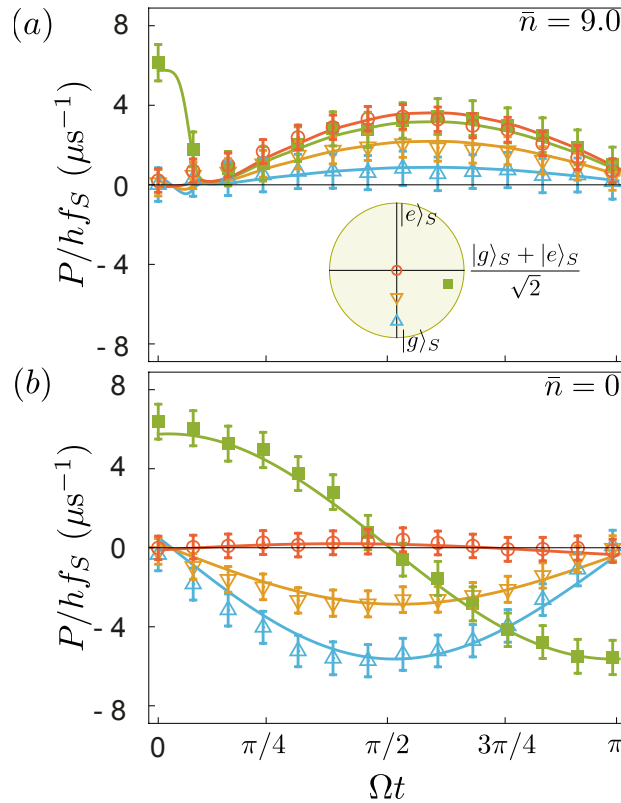 (a)
n̄ = 9.0
8
4
0
- 4
- 8
P/hf_S (μs⁻¹)
|e⟩_S
|g⟩_S + |e⟩_S
√2
|g⟩_S
(b)
n̄ = 0
8
4
0
- 4
- 8
P/hf_S (μs⁻¹)
0 π/4 π/2 3π/4 π
Ωt